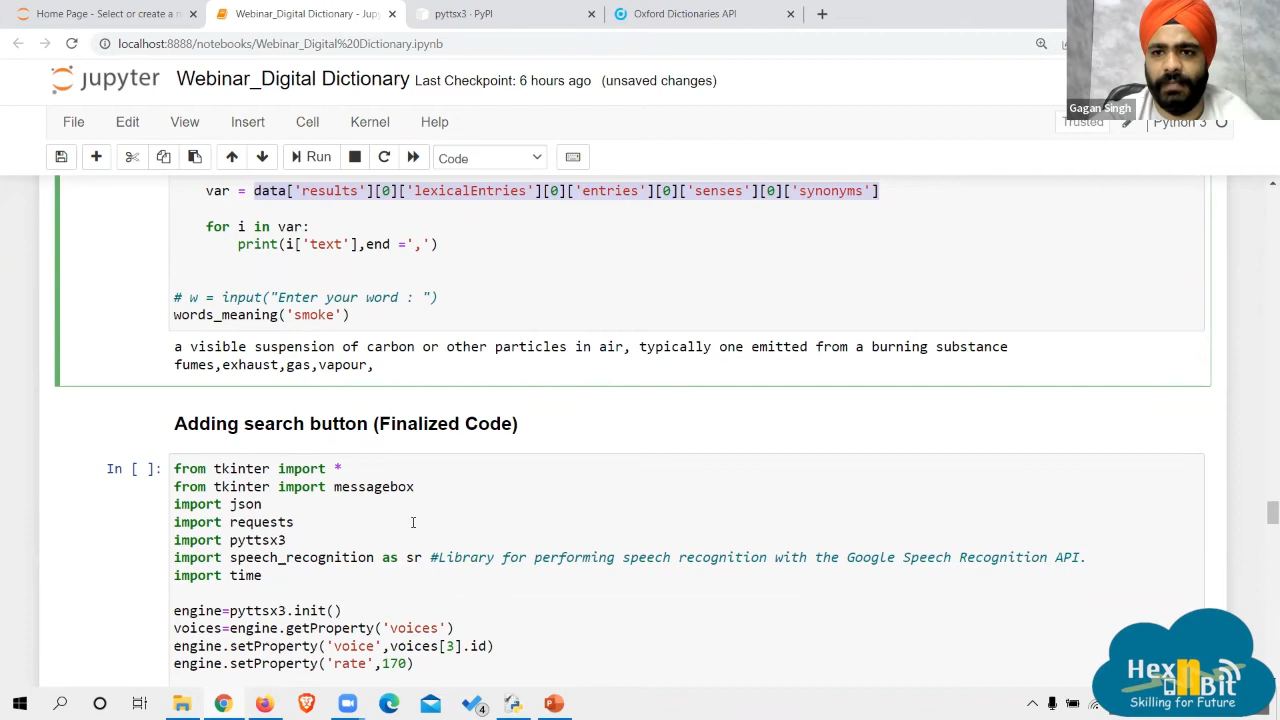 Home Page - Select or create a n
Webinar_Digital Dictionary - Jupy
pyttsx3 · PyPI
Oxford Dictionaries API
localhost:8888/notebooks/Webinar_Digital%20Dictionary.ipynb
Gagan Singh
jupyter
Webinar_Digital Dictionary Last Checkpoint: 6 hours ago (unsaved changes)
File Edit View Insert Cell Kernel Help
Trusted
Python 3
Run
Code
var = data['results'][0]['lexicalEntries'][0]['entries'][0]['senses'][0]['synonyms']
for i in var:
print(i['text'],end =',')
# w = input("Enter your word : ")
words_meaning('smoke')
a visible suspension of carbon or other particles in air, typically one emitted from a burning substance
fumes,exhaust,gas,vapour,
Adding search button (Finalized Code)
In [ ]:
from tkinter import *
from tkinter import messagebox
import json
import requests
import pyttsx3
import speech_recognition as sr #Library for performing speech recognition with the Google Speech Recognition API.
import time
engine=pyttsx3.init()
voices=engine.getProperty('voices')
engine.setProperty('voice',voices[3].id)
engine.setProperty('rate',170)
Hex n Bit
Skilling for Future
4